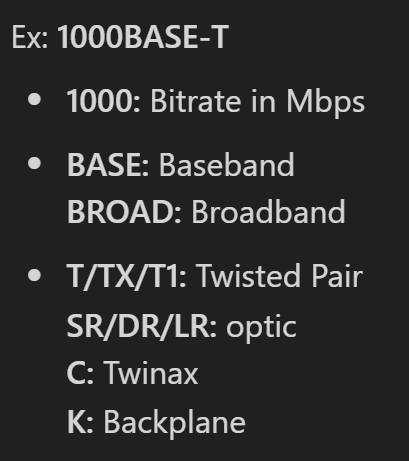 Ex: 1000BASE-T
• 1000: Bitrate in Mbps
• BASE: Baseband
BROAD: Broadband
• T/TX/T1: Twisted Pair
SR/DR/LR: optic
C: Twinax
K: Backplane